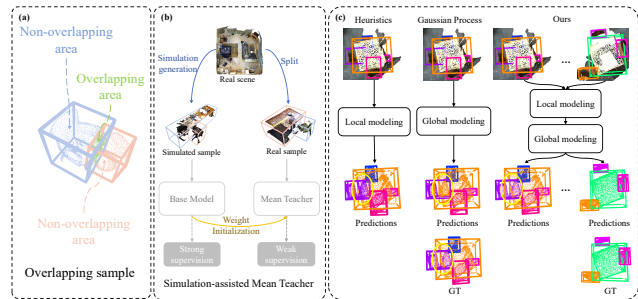 (a)
Non-overlapping
area
Overlapping
area
Non-overlapping
area
Overlapping sample
(b)
Simulation
generation
Split
Real scene
Simulated sample
Real sample
Base Model
Mean Teacher
Weight
Initialization
Strong
supervision
Weak
supervision
Simulation-assisted Mean Teacher
(c)
Heuristics
Gaussian Process
Ours
...
Local modeling
Global modeling
Local modeling
Global modeling
...
Predictions
Predictions
Predictions
Predictions
GT
GT